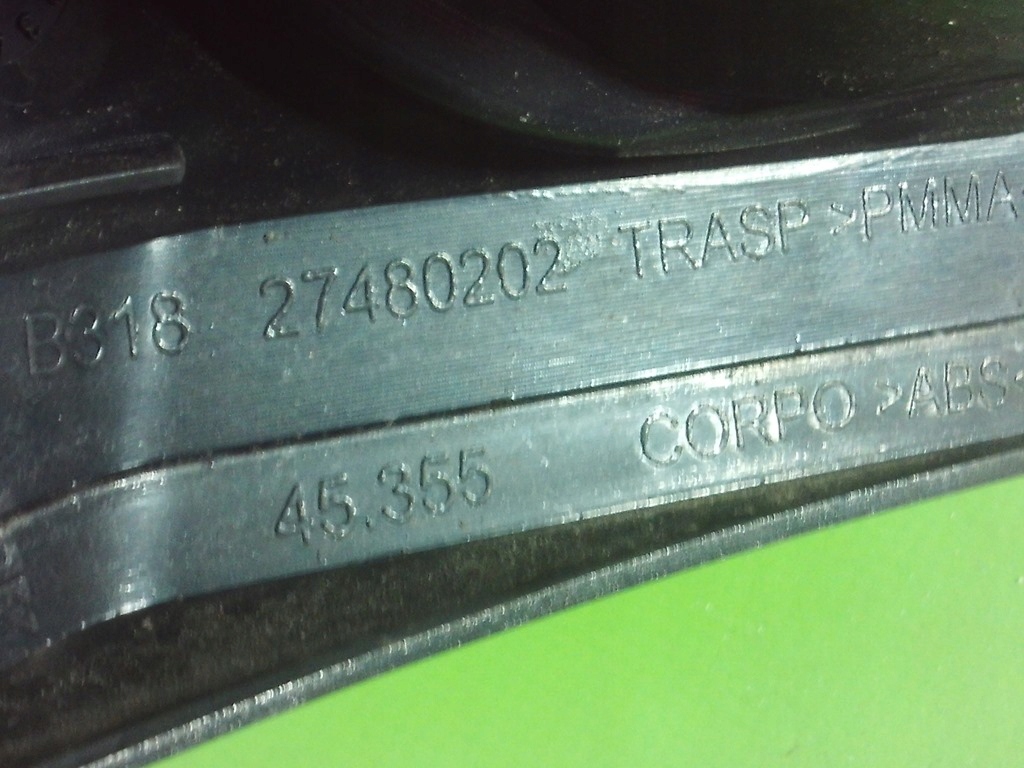 B318 27480202 TRASP >PMMA<
45.355 CORPO >ABS<